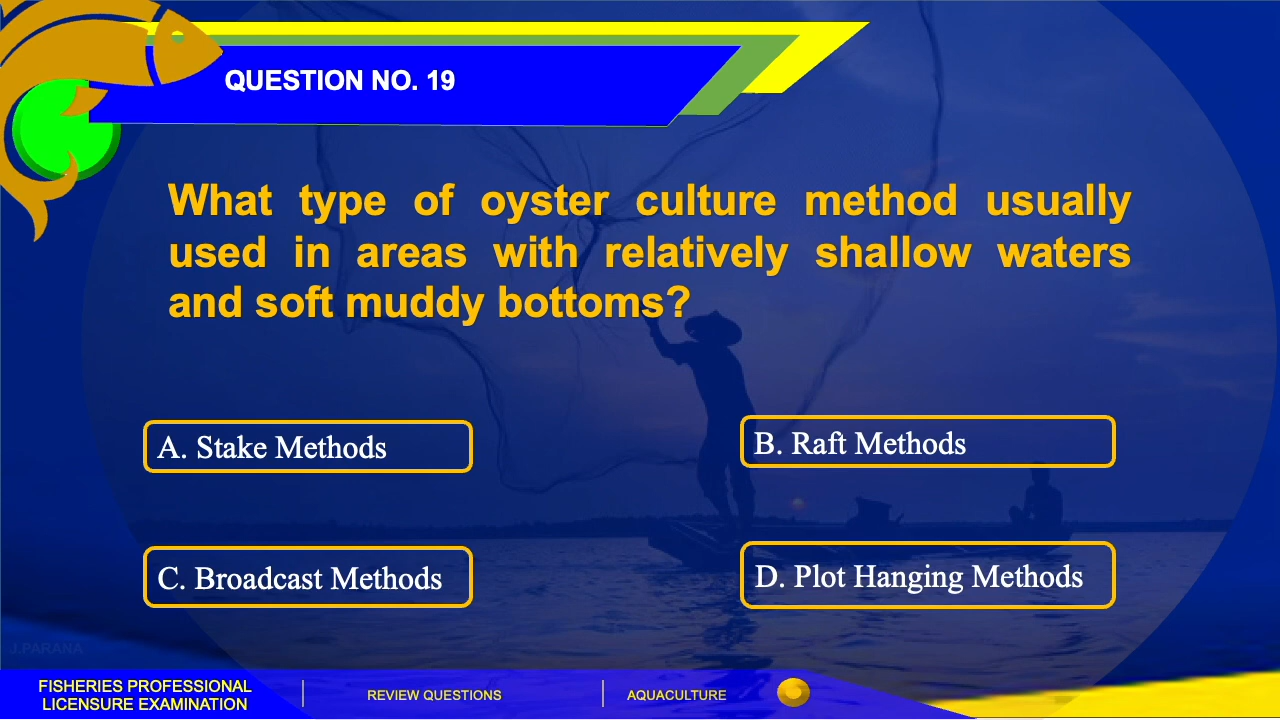 QUESTION NO. 19
What type of oyster culture method usually
used in areas with relatively shallow waters
and soft muddy bottoms?
A. Stake Methods
B. Raft Methods
C. Broadcast Methods
D. Plot Hanging Methods
J.PARANA
FISHERIES PROFESSIONAL
LICENSURE EXAMINATION
REVIEW QUESTIONS
AQUACULTURE